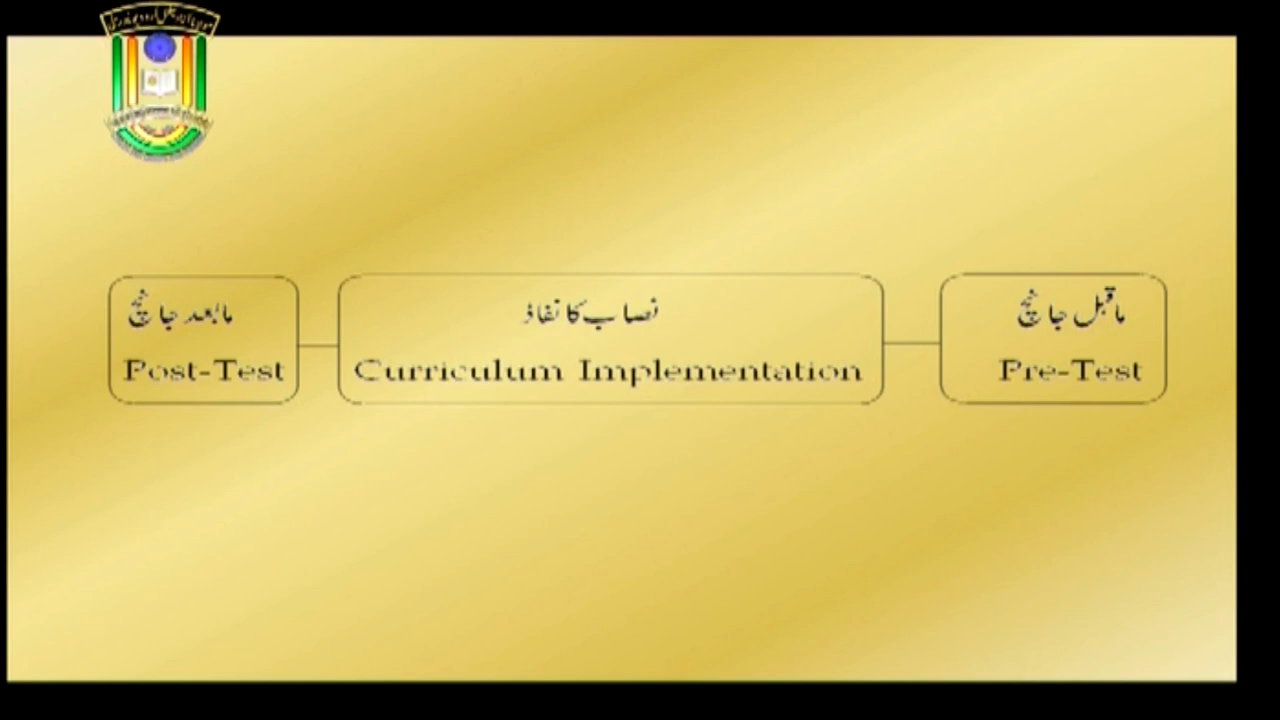 ماقبل جانچ
Pre-Test
نصاب کا نفاذ
Curriculum Implementation
مابعد جانچ
Post-Test